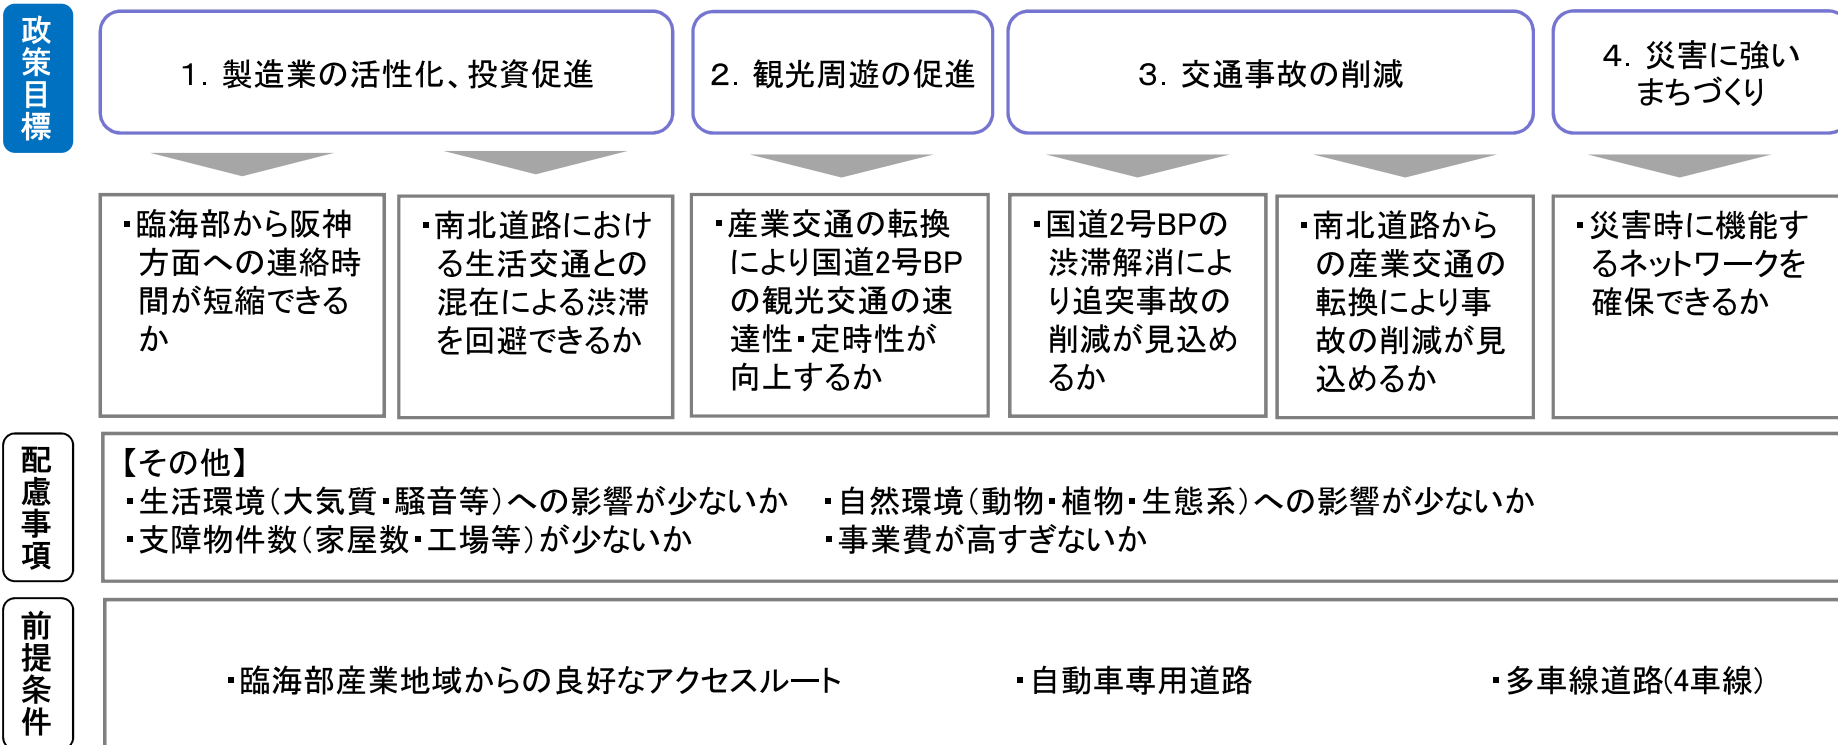 政策目標
1．製造業の活性化、投資促進
2．観光周遊の促進
3．交通事故の削減
4．災害に強い
まちづくり
・臨海部から阪神
方面への連絡時
間が短縮できる
か
・南北道路におけ
る生活交通との
混在による渋滞
を回避できるか
・産業交通の転換
により国道2号BP
の観光交通の速
達性・定時性が
向上するか
・国道2号BPの
渋滞解消によ
り追突事故の
削減が見込め
るか
・南北道路から
の産業交通の
転換により事
故の削減が見
込めるか
・災害時に機能す
るネットワークを
確保できるか
配慮事項
【その他】
・生活環境（大気質・騒音等）への影響が少ないか ・自然環境（動物・植物・生態系）への影響が少ないか
・支障物件数（家屋数・工場等）が少ないか ・事業費が高すぎないか
前提条件
・臨海部産業地域からの良好なアクセスルート ・自動車専用道路 ・多車線道路(4車線)